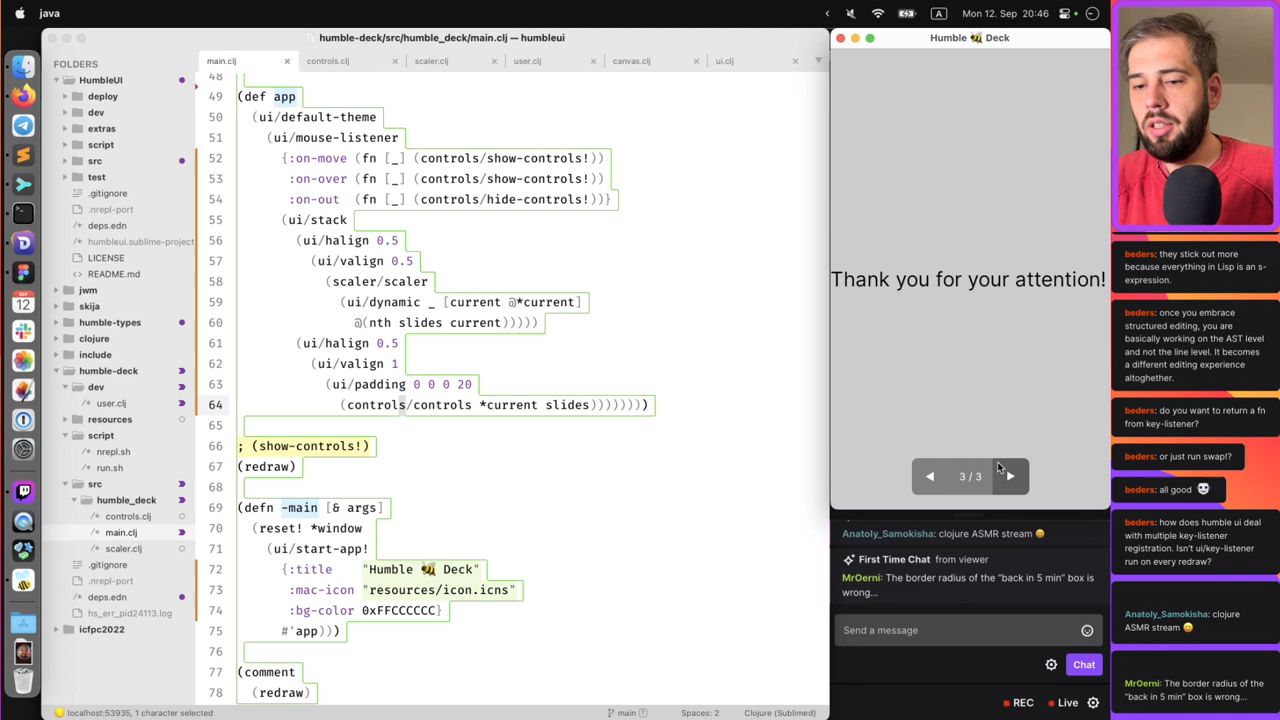 java
A
Mon 12. Sep 20:46
humble-deck/src/humble_deck/main.clj — humbleui
FOLDERS
HumbleUI
deploy
dev
extras
script
src
test
.gitignore
.nrepl-port
deps.edn
humbleui.sublime-project
LICENSE
README.md
jwm
skija
humble-types
clojure
include
humble-deck
dev
user.clj
resources
script
nrepl.sh
run.sh
src
humble_deck
controls.clj
main.clj
scaler.clj
.gitignore
.nrepl-port
deps.edn
hs_err_pid24113.log
icfpc2022
SEP
12
main.clj
controls.clj
scaler.clj
user.clj
canvas.clj
ui.clj
48
49 (def app
50 (ui/default-theme
51 (ui/mouse-listener
52 {:on-move (fn [_] (controls/show-controls!))
53 :on-over (fn [_] (controls/show-controls!))
54 :on-out (fn [_] (controls/hide-controls!))}
55 (ui/stack
56 (ui/halign 0.5
57 (ui/valign 0.5
58 (scaler/scaler
59 (ui/dynamic _ [current @*current]
60 @(nth slides current)))))
61 (ui/halign 0.5
62 (ui/valign 1
63 (ui/padding 0 0 0 20
64 (controls/controls *current slides))))))))
65
66 ; (show-controls!)
67 (redraw)
68
69 (defn -main [& args]
70 (reset! *window
71 (ui/start-app!
72 {:title "Humble 🐝 Deck"
73 :mac-icon "resources/icon.icns"
74 :bg-color 0xFFCCCCCC}
75 #'app)))
76
77 (comment
78 (redraw)
localhost:53935, 1 character selected
main
Spaces: 2
Clojure (Sublimed)
Humble 🐝 Deck
Thank you for your attention!
◀ 3 / 3 ▶
Anatoly_Samokisha: clojure ASMR stream 😄
First Time Chat from viewer
MrOerni: The border radius of the "back in 5 min" box is
wrong...
Send a message
Chat
REC
Live
beders: they stick out more
because everything in Lisp is an s-
expression.
beders: once you embrace
structured editing, you are
basically working on the AST level
and not the line level. It becomes
a different editing experience
altoghether.
beders: do you want to return a fn
from key-listener?
beders: or just run swap!?
beders: all good
beders: how does humble ui deal
with multiple key-listener
registration. Isn't ui/key-listener
run on every redraw?
Anatoly_Samokisha: clojure
ASMR stream 😄
MrOerni: The border radius of the
"back in 5 min" box is wrong...